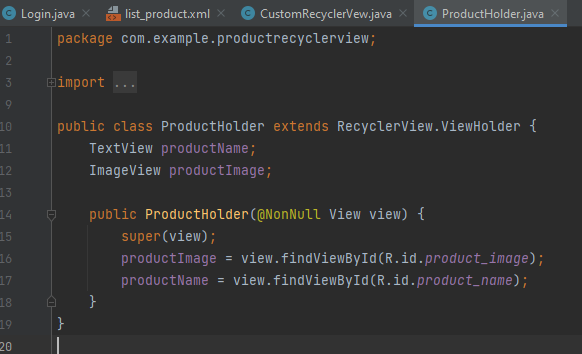 Login.java list_product.xml CustomRecyclerVew.java ProductHolder.java
1 package com.example.productrecyclerview;
2
3 import ...
9
10 public class ProductHolder extends RecyclerView.ViewHolder {
11 TextView productName;
12 ImageView productImage;
13
14 public ProductHolder(@NonNull View view) {
15 super(view);
16 productImage = view.findViewById(R.id.product_image);
17 productName = view.findViewById(R.id.product_name);
18 }
19 }
20